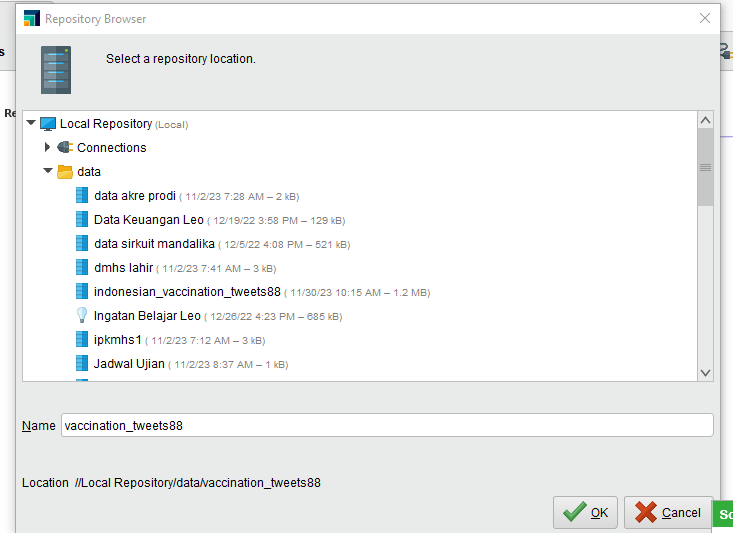 Repository Browser
s
Select a repository location.
Re
Local Repository (Local)
Connections
data
data akre prodi ( 11/2/23 7:28 AM – 2 kB)
Data Keuangan Leo ( 12/19/22 3:58 PM – 129 kB)
data sirkuit mandalika ( 12/5/22 4:08 PM – 521 kB)
dmhs lahir ( 11/2/23 7:41 AM – 3 kB)
indonesian_vaccination_tweets88 ( 11/30/23 10:15 AM – 1.2 MB)
Ingatan Belajar Leo ( 12/26/22 4:23 PM – 685 kB)
ipkmhs1 ( 11/2/23 7:12 AM – 3 kB)
Jadwal Ujian ( 11/2/23 8:37 AM – 1 kB)
Name vaccination_tweets88
Location //Local Repository/data/vaccination_tweets88
OK Cancel
Sc